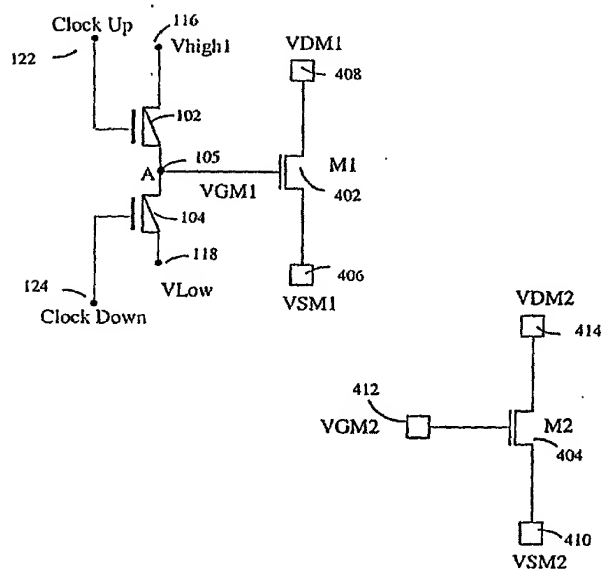 Clock Up
116
122
Vhigh1
VDM1
408
102
105
A
VGM1
M1
402
104
118
124
VLow
406
Clock Down
VSM1
VDM2
414
412
VGM2
M2
404
410
VSM2